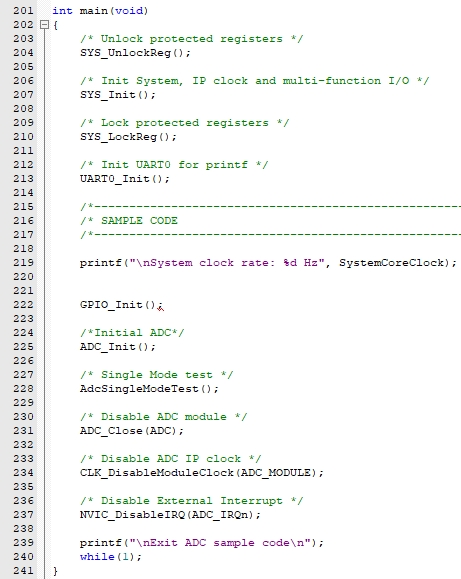 201 int main(void)
202 {
203 /* Unlock protected registers */
204 SYS_UnlockReg();
205
206 /* Init System, IP clock and multi-function I/O */
207 SYS_Init();
208
209 /* Lock protected registers */
210 SYS_LockReg();
211
212 /* Init UART0 for printf */
213 UART0_Init();
214
215 /*----------------------------------------------------
216 /* SAMPLE CODE
217 /*----------------------------------------------------
218
219 printf("\nSystem clock rate: %d Hz", SystemCoreClock);
220
221
222 GPIO_Init();
223
224 /*Initial ADC*/
225 ADC_Init();
226
227 /* Single Mode test */
228 AdcSingleModeTest();
229
230 /* Disable ADC module */
231 ADC_Close(ADC);
232
233 /* Disable ADC IP clock */
234 CLK_DisableModuleClock(ADC_MODULE);
235
236 /* Disable External Interrupt */
237 NVIC_DisableIRQ(ADC_IRQn);
238
239 printf("\nExit ADC sample code\n");
240 while(1);
241 }